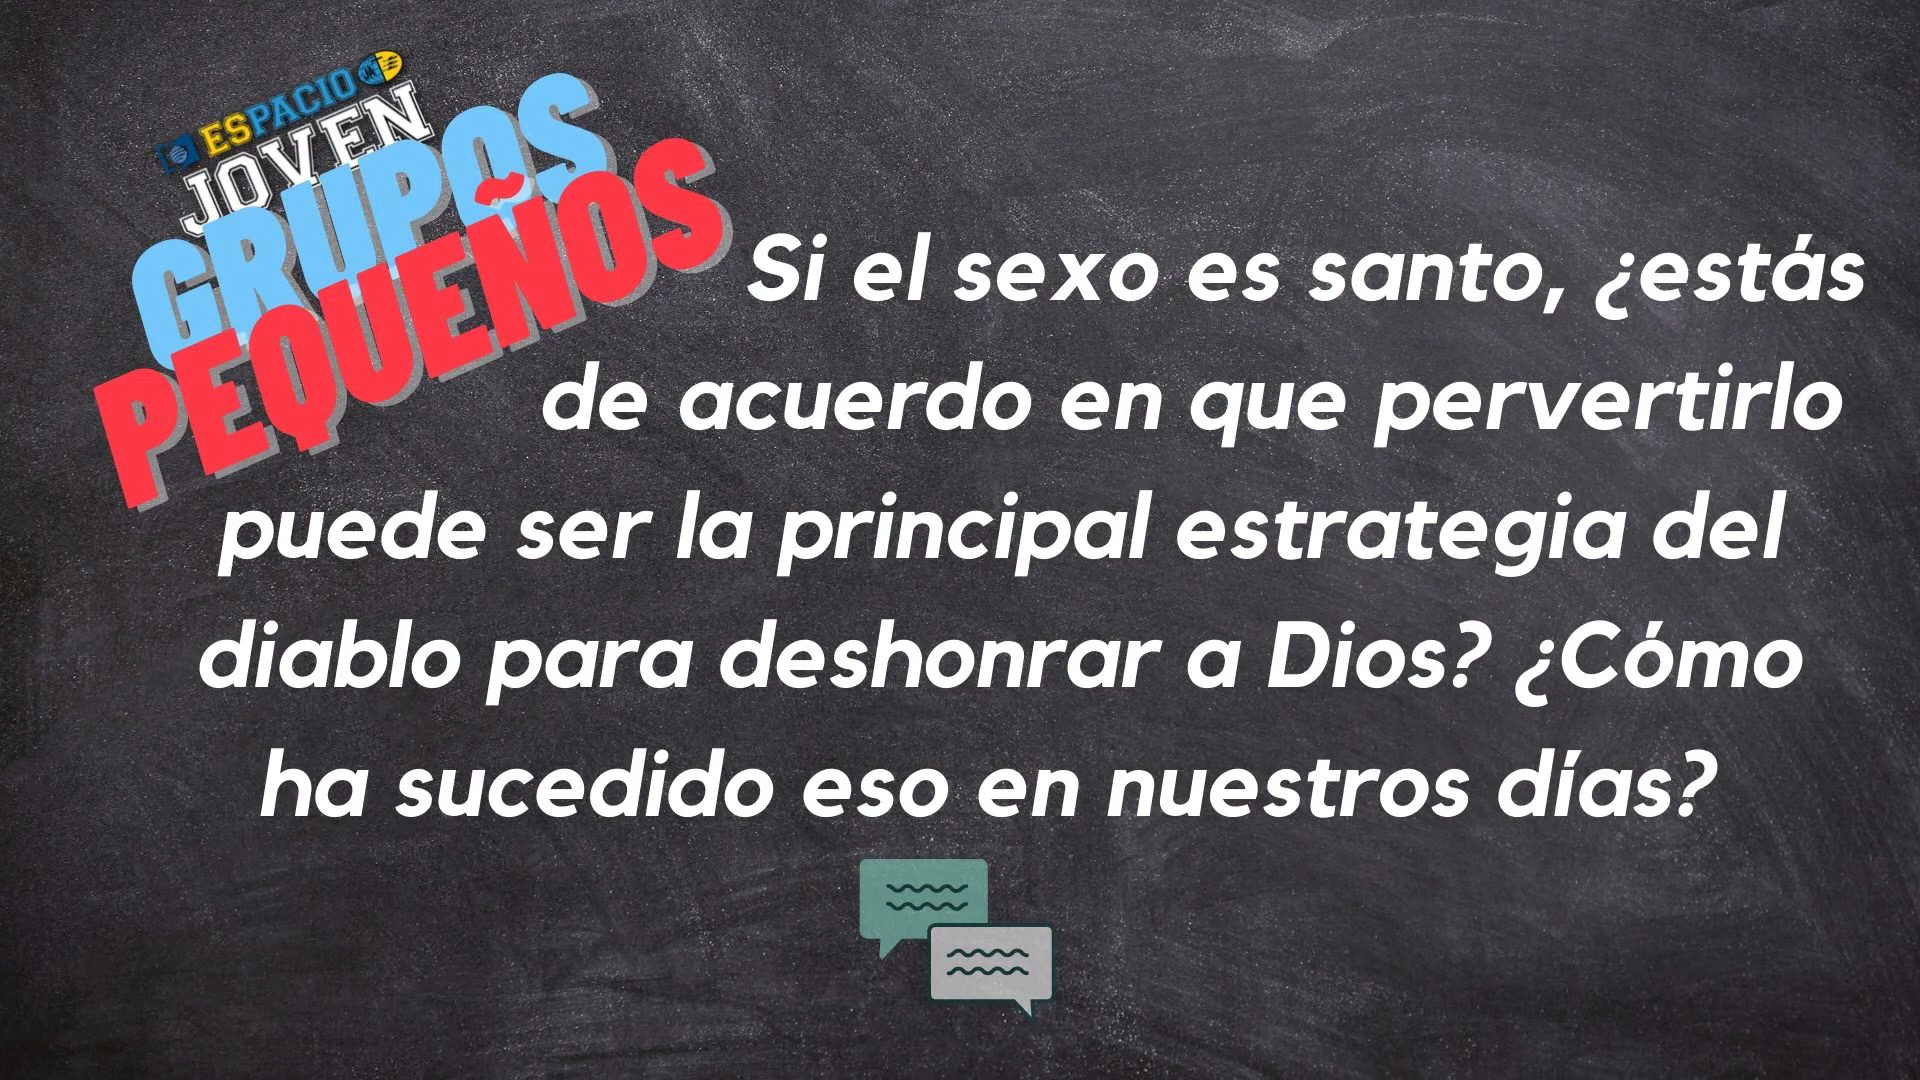 ESPACIO
JOVEN
GRUPOS
PEQUEÑOS
Si el sexo es santo, ¿estás
de acuerdo en que pervertirlo
puede ser la principal estrategia del
diablo para deshonrar a Dios? ¿Cómo
ha sucedido eso en nuestros días?